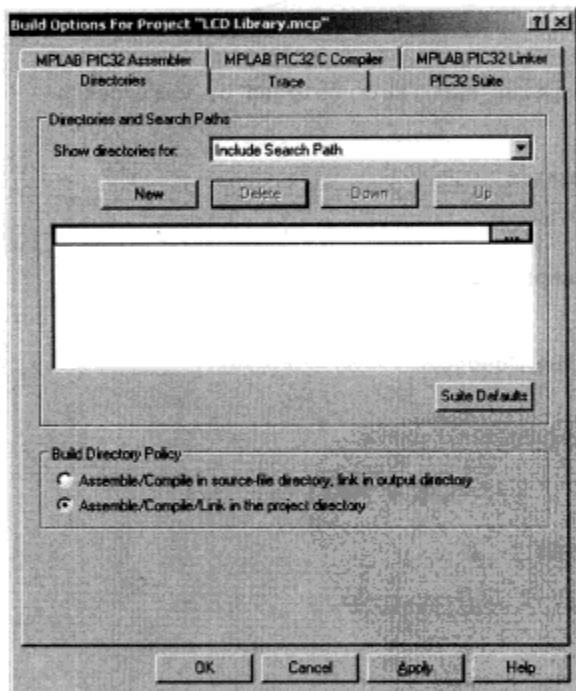 Build Options For Project "LCD Library.mcp"
MPLAB PIC32 Assembler MPLAB PIC32 C Compiler MPLAB PIC32 Linker
Directories Trace PIC32 Suite
Directories and Search Paths
Show directories for: Include Search Path
New Delete Down Up
...
Suite Defaults
Build Directory Policy
Assemble/Compile in source-file directory, link in output directory
Assemble/Compile/Link in the project directory
OK Cancel Apply Help